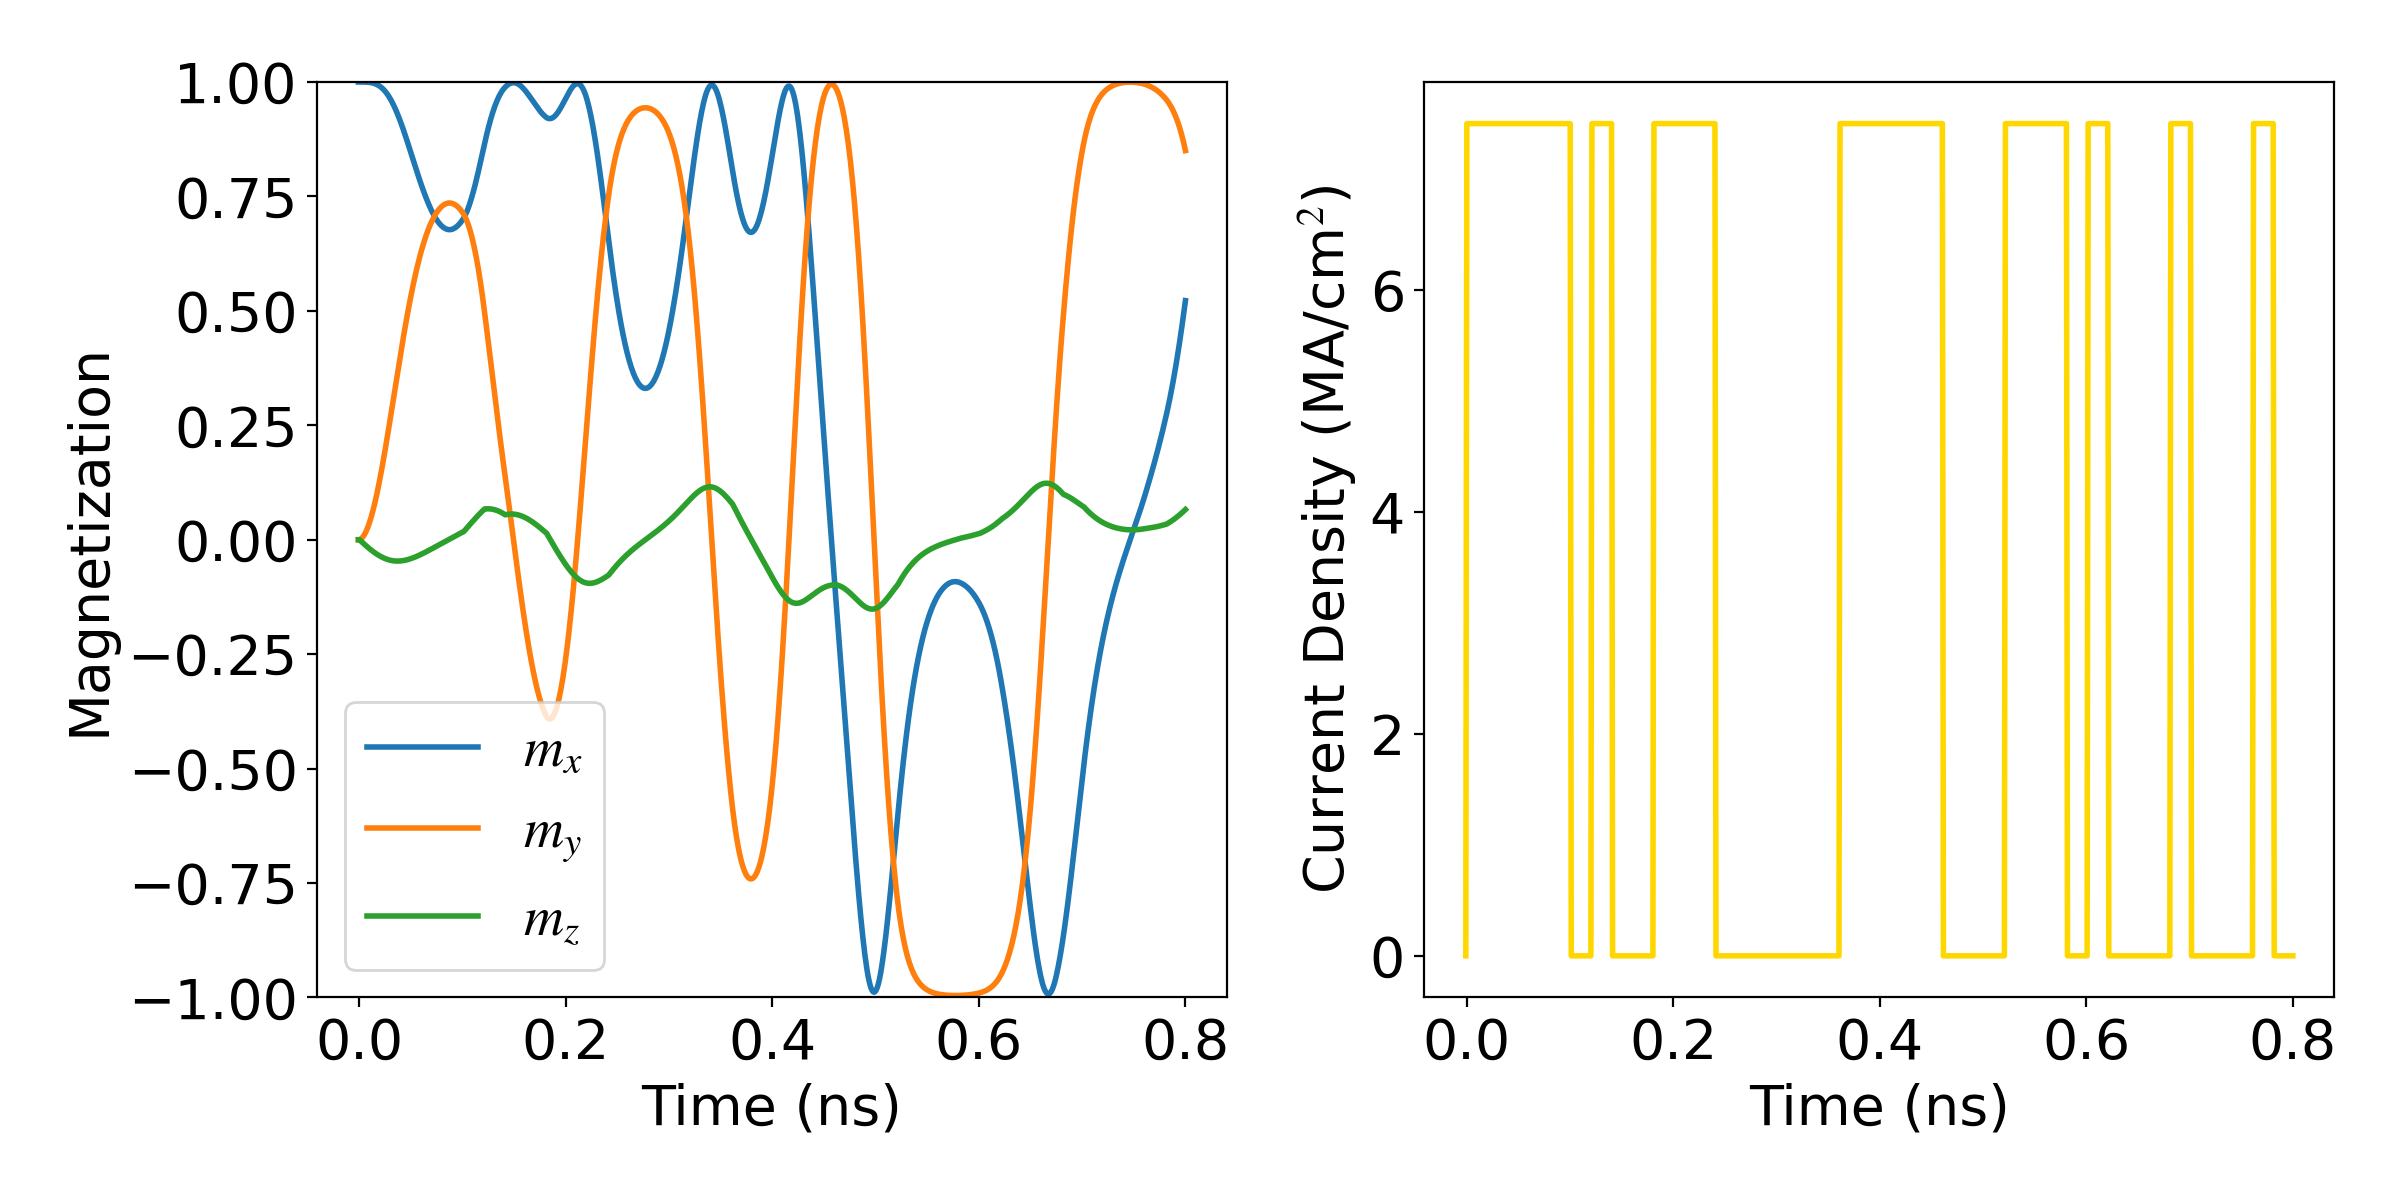 1.00
0.75
0.50
0.25
0.00
−0.25
−0.50
−0.75
−1.00
Magnetization
m_x
m_y
m_z
0.0 0.2 0.4 0.6 0.8
Time (ns)
6
4
2
0
Current Density (MA/cm²)
0.0 0.2 0.4 0.6 0.8
Time (ns)